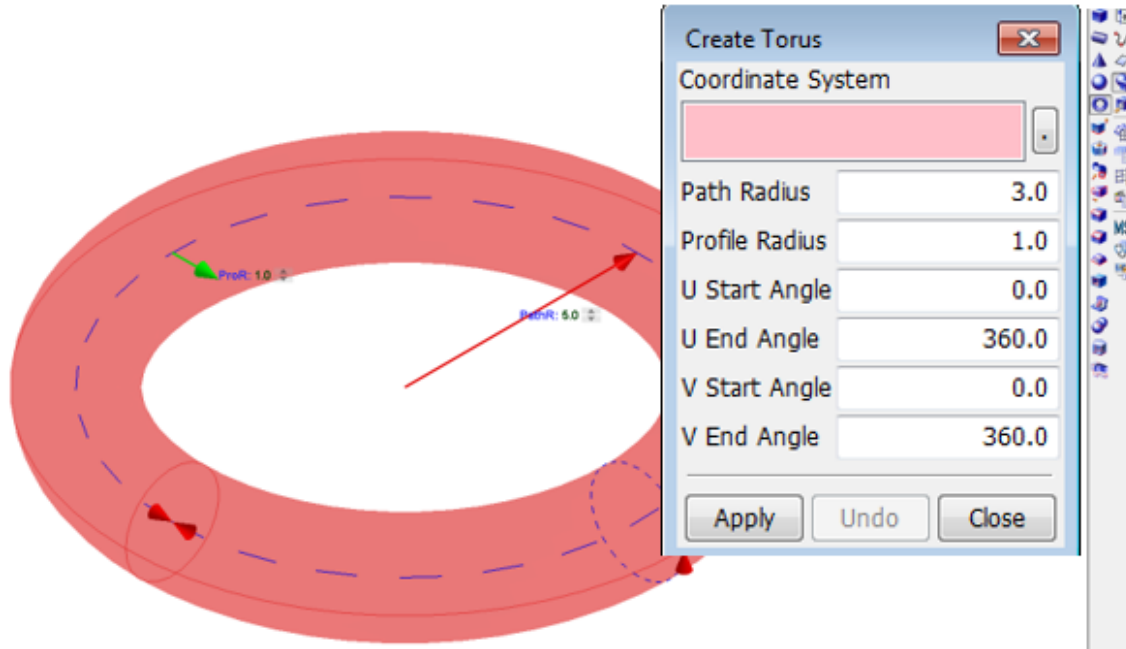 Create Torus
Coordinate System
.
Path Radius 3.0
Profile Radius 1.0
U Start Angle 0.0
U End Angle 360.0
V Start Angle 0.0
V End Angle 360.0
Apply Undo Close
ProR: 1.0
PathR: 5.0